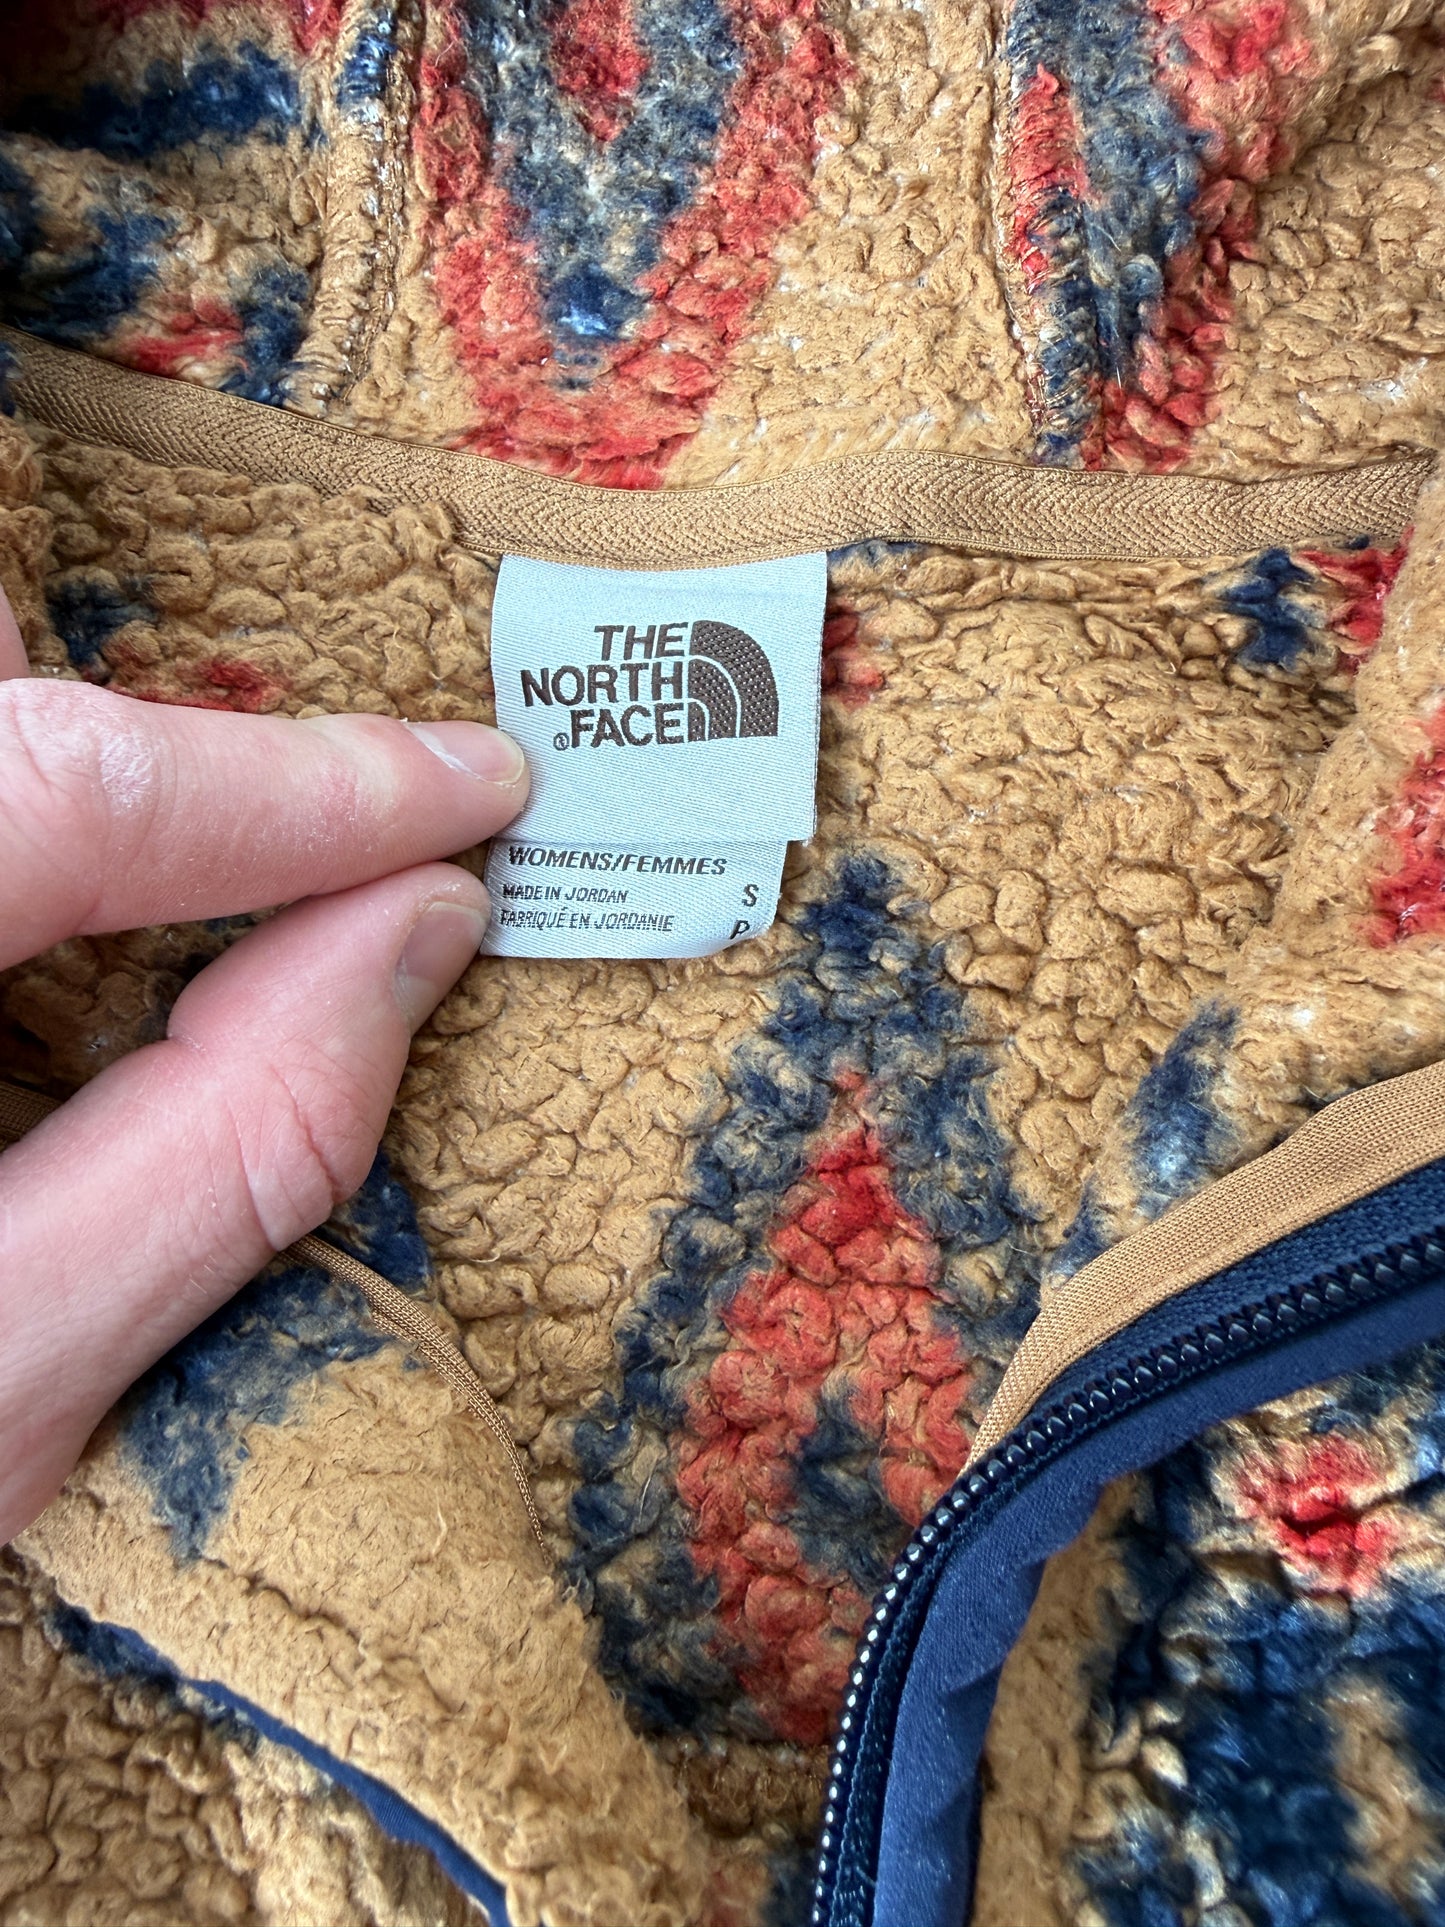 THE
NORTH
®FACE
WOMENS/FEMMES
MADE IN JORDAN S
FABRIQUÉ EN JORDANIE P